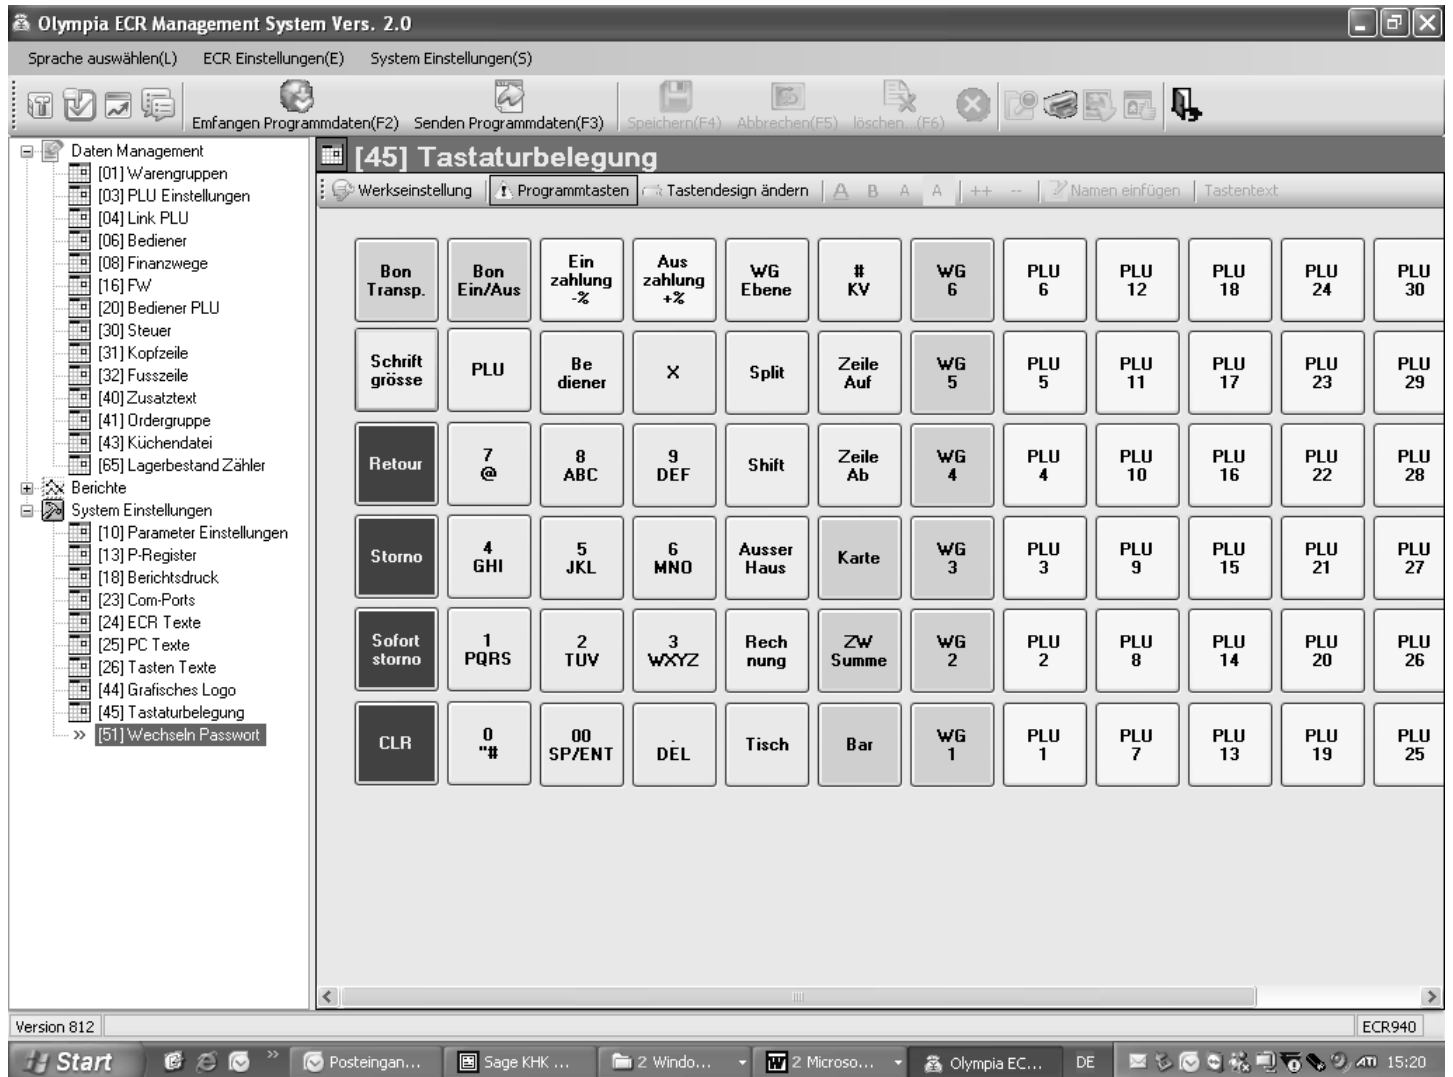 Olympia ECR Management System Vers. 2.0
Sprache auswählen(L) ECR Einstellungen(E) System Einstellungen(S)
Emfangen Programmdaten(F2) Senden Programmdaten(F3) Speichern(F4) Abbrechen(F5) löschen...(F6)
Daten Management
[01] Warengruppen
[03] PLU Einstellungen
[04] Link PLU
[06] Bediener
[08] Finanzwege
[16] FW
[20] Bediener PLU
[30] Steuer
[31] Kopfzeile
[32] Fusszeile
[40] Zusatztext
[41] Ordergruppe
[43] Küchendatei
[65] Lagerbestand Zähler
Berichte
System Einstellungen
[10] Parameter Einstellungen
[13] P-Register
[18] Berichtsdruck
[23] Com-Ports
[24] ECR Texte
[25] PC Texte
[26] Tasten Texte
[44] Grafisches Logo
[45] Tastaturbelegung
» [51] Wechseln Passwort
[45] Tastaturbelegung
Werkseinstellung Programmtasten Tastendesign ändern A B A A ++ -- Namen einfügen Tastentext
Bon Bon Ein Aus WG # WG PLU PLU PLU PLU PLU
Transp. Ein/Aus zahlung zahlung Ebene KV 6 6 12 18 24 30
-% +%
Schrift PLU Be X Split Zeile WG PLU PLU PLU PLU PLU
grösse diener Auf 5 5 11 17 23 29
Retour 7 8 9 Shift Zeile WG PLU PLU PLU PLU PLU
@ ABC DEF Ab 4 4 10 16 22 28
Storno 4 5 6 Ausser Karte WG PLU PLU PLU PLU PLU
GHI JKL MNO Haus 3 3 9 15 21 27
Sofort 1 2 3 Rech ZW WG PLU PLU PLU PLU PLU
storno PQRS TUV WXYZ nung Summe 2 2 8 14 20 26
CLR 0 00 . Tisch Bar WG PLU PLU PLU PLU PLU
"# SP/ENT DEL 1 1 7 13 19 25
Version 812 ECR940
Start » Posteingan... Sage KHK ... 2 Windo... 2 Microso... Olympia EC... DE ATI 15:20